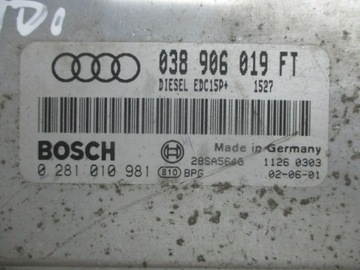 038 906 019 FT
DIESEL EDC15P+ 1527
BOSCH
Made in Germany
28SA5648 1126 0303
0 281 010 981 810 BPG 02-06-01